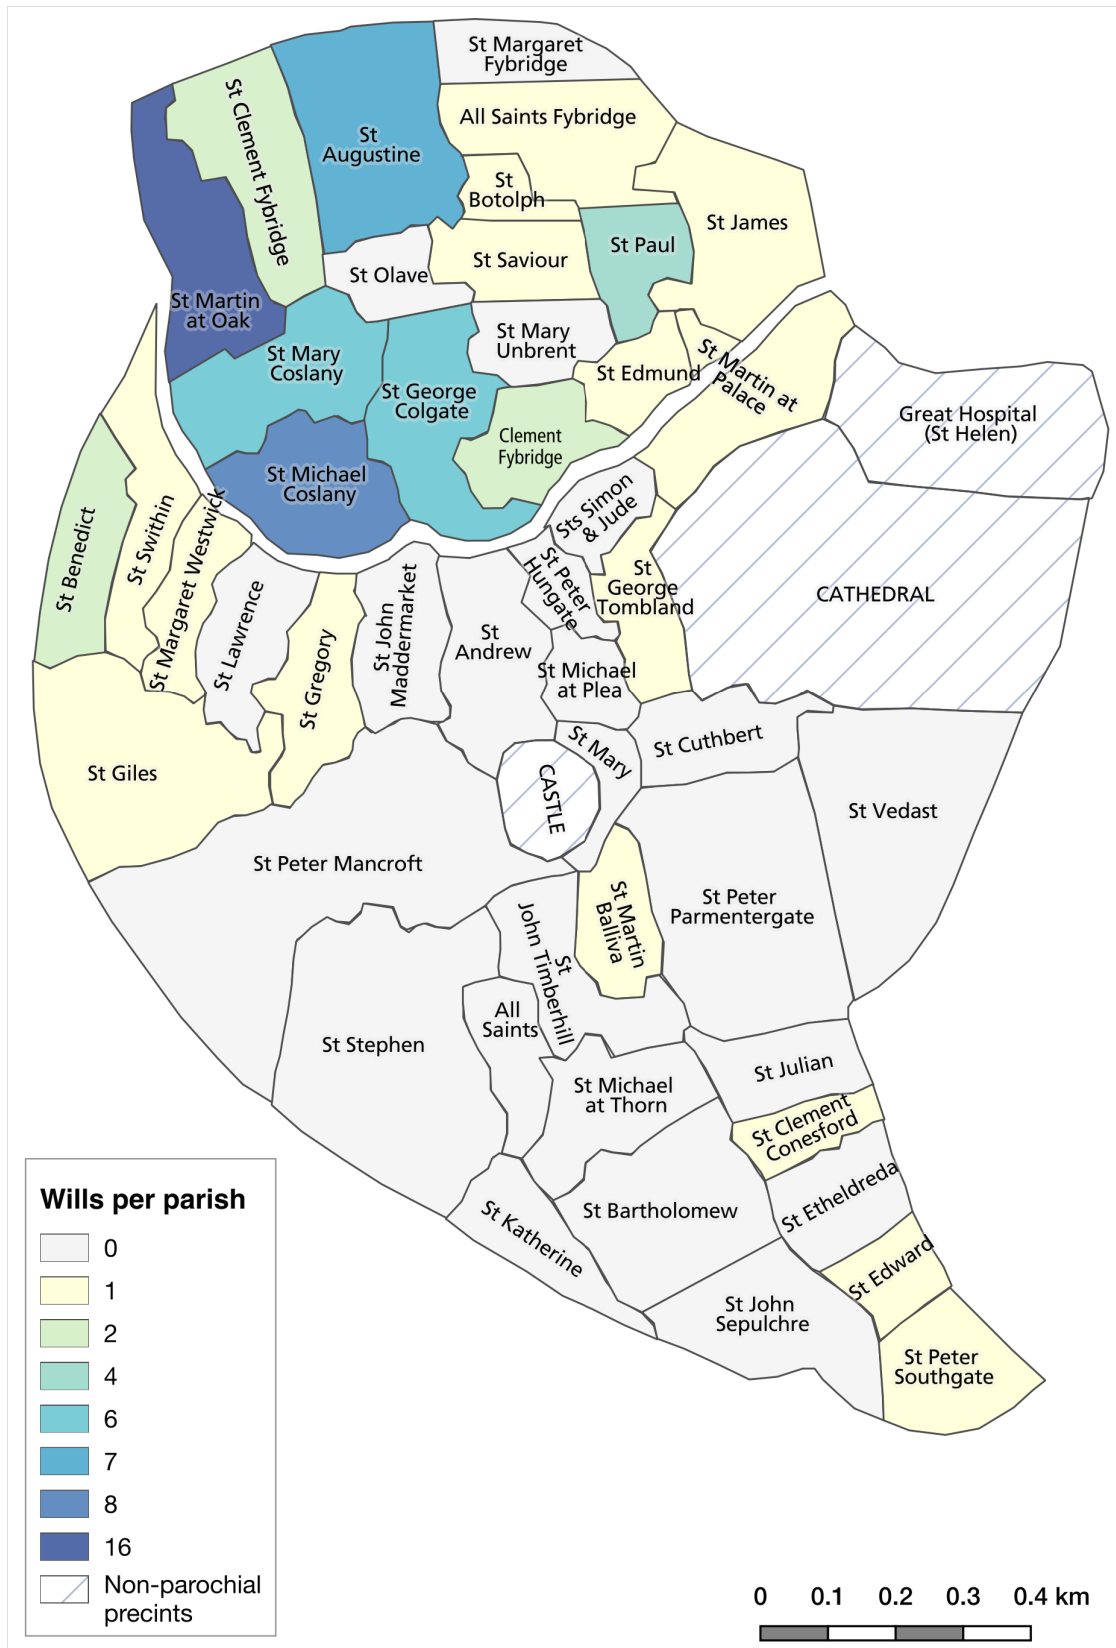 St Margaret
Fybridge
All Saints Fybridge
St Clement Fybridge
St
Augustine
St
Botolph
St James
St Paul
St Saviour
St Olave
St Martin
at Oak
St Mary
Unbrent
St Mary
Coslany
St George
Colgate
St Edmund
St Martin at
Palace
Great Hospital
(St Helen)
Clement
Fybridge
St Michael
Coslany
Sts Simon
& Jude
St Benedict
St Swithin
St Margaret Westwick
St Lawrence
St Gregory
St John
Maddermarket
St
Andrew
St Peter
Hungate
St
George
Tombland
CATHEDRAL
St Michael
at Plea
St Mary
St Cuthbert
St Giles
CASTLE
St Vedast
St Peter Mancroft
St Martin
Balliva
St Peter
Parmentergate
St
John Timberhill
All
Saints
St Stephen
St Julian
St Michael
at Thorn
St Clement
Conesford
St Etheldreda
St Bartholomew
St Katherine
St Edward
St John
Sepulchre
St Peter
Southgate
Wills per parish
0
1
2
4
6
7
8
16
Non-parochial
precints
0 0.1 0.2 0.3 0.4 km